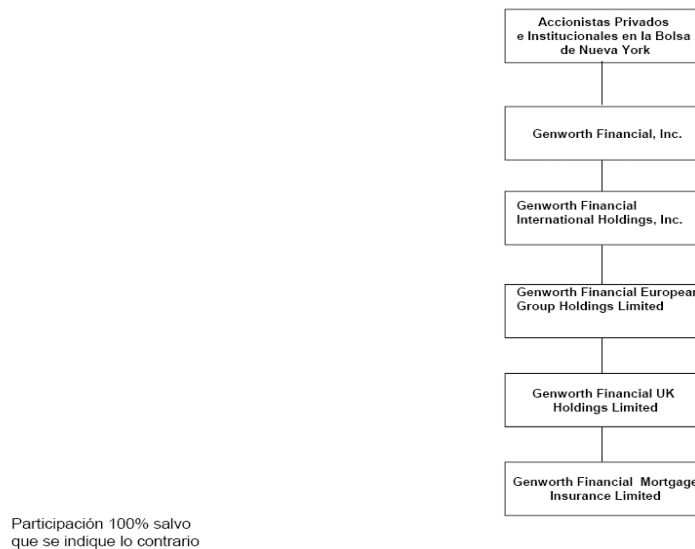 Accionistas Privados
e Institucionales en la Bolsa
de Nueva York
Genworth Financial, Inc.
Genworth Financial
International Holdings, Inc.
Genworth Financial European
Group Holdings Limited
Genworth Financial UK
Holdings Limited
Genworth Financial Mortgage
Insurance Limited
Participación 100% salvo
que se indique lo contrario